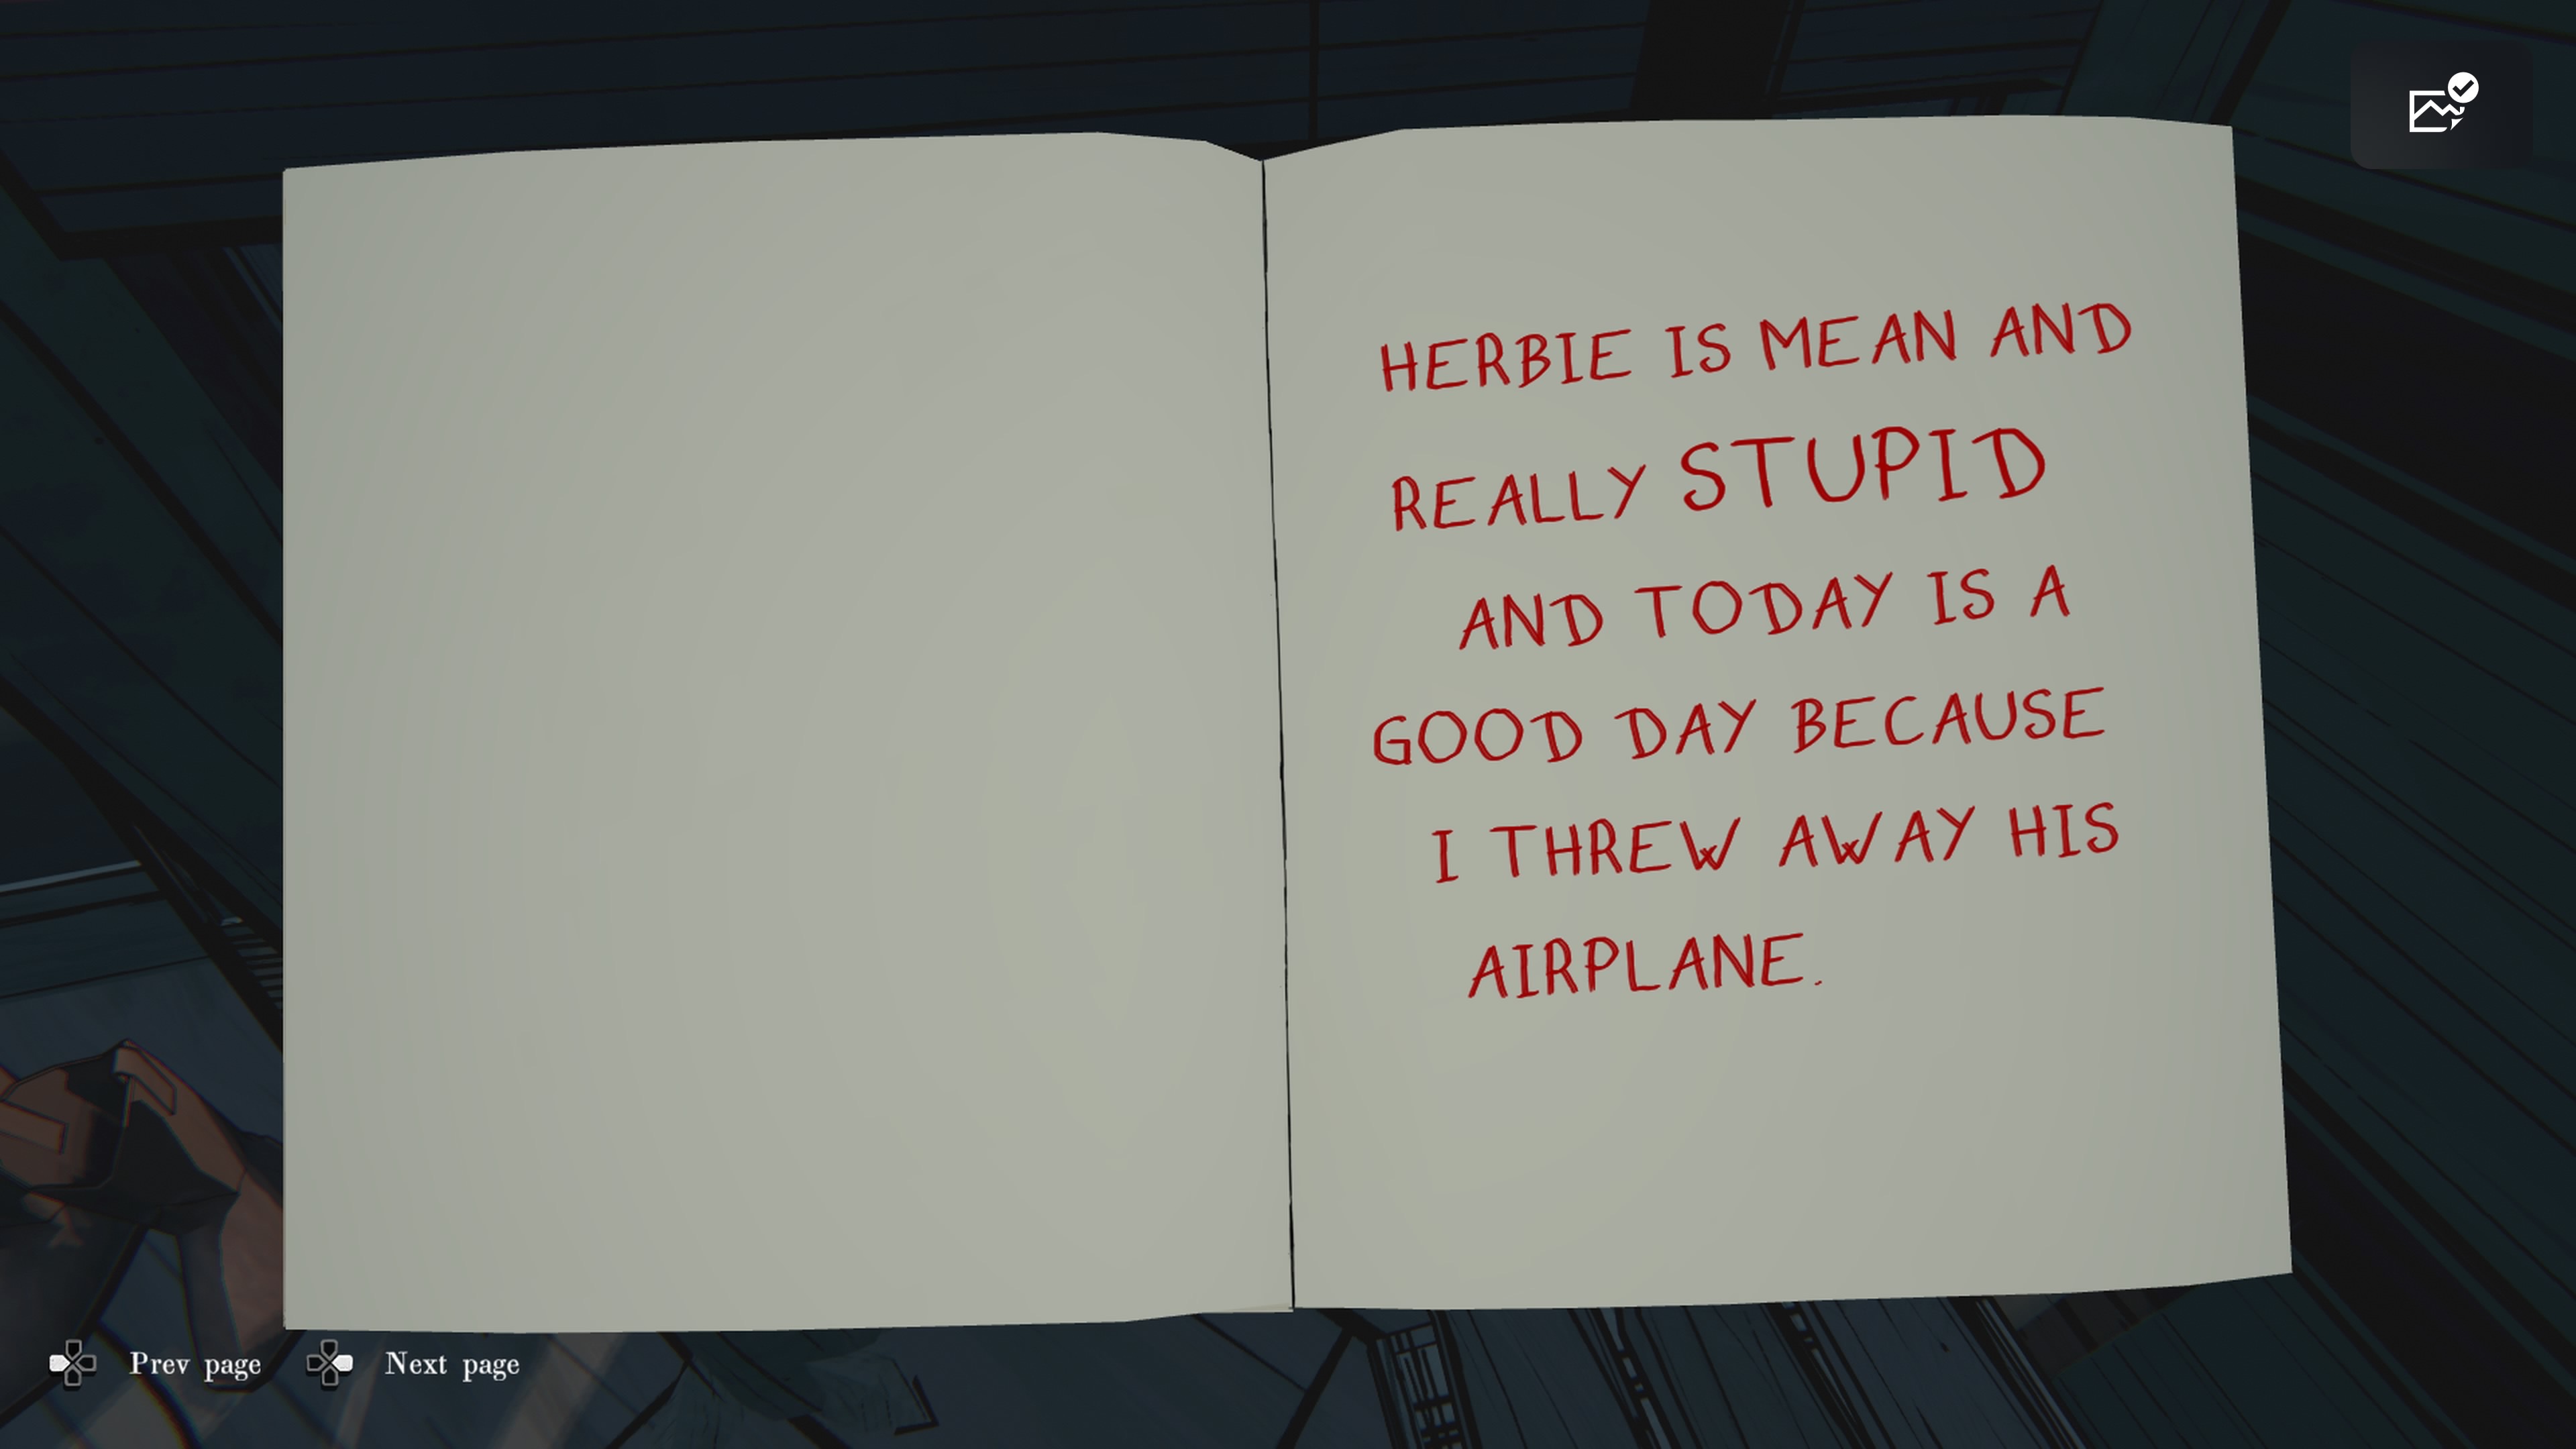 HERBIE IS MEAN AND
REALLY STUPID
AND TODAY IS A
GOOD DAY BECAUSE
I THREW AWAY HIS
AIRPLANE.
Prev page
Next page